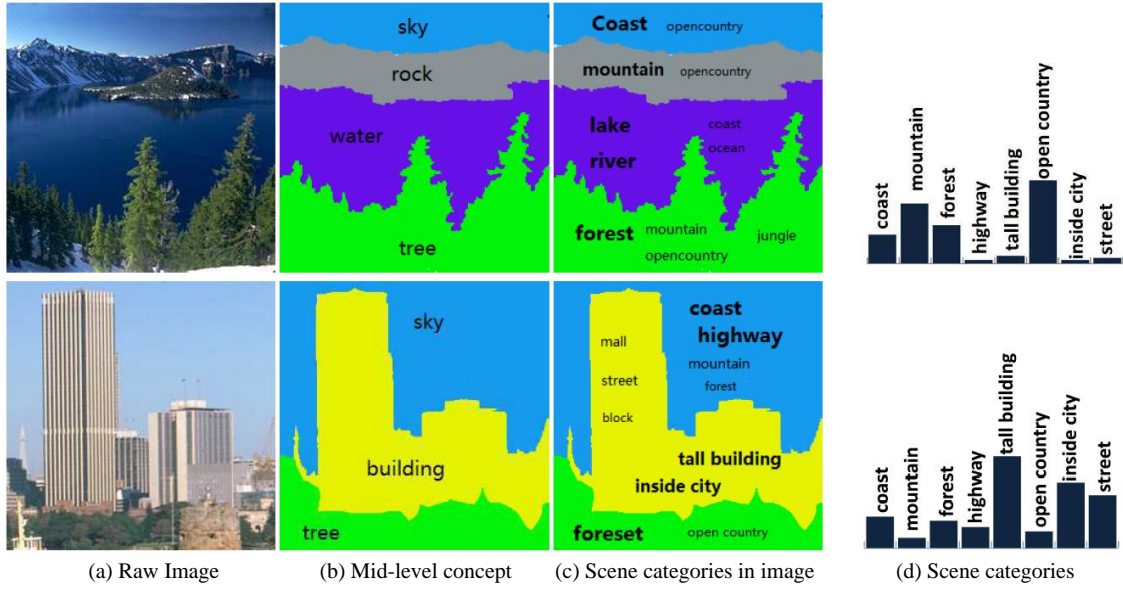 sky
rock
water
tree
Coast opencountry
mountain opencountry
lake coast
river ocean
forest mountain jungle
opencountry
coast
mountain
forest
highway
tall building
open country
inside city
street
sky
building
tree
coast
highway
mall mountain
street forest
block
tall building
inside city
foreset open country
coast
mountain
forest
highway
tall building
open country
inside city
street
(a) Raw Image (b) Mid-level concept (c) Scene categories in image (d) Scene categories